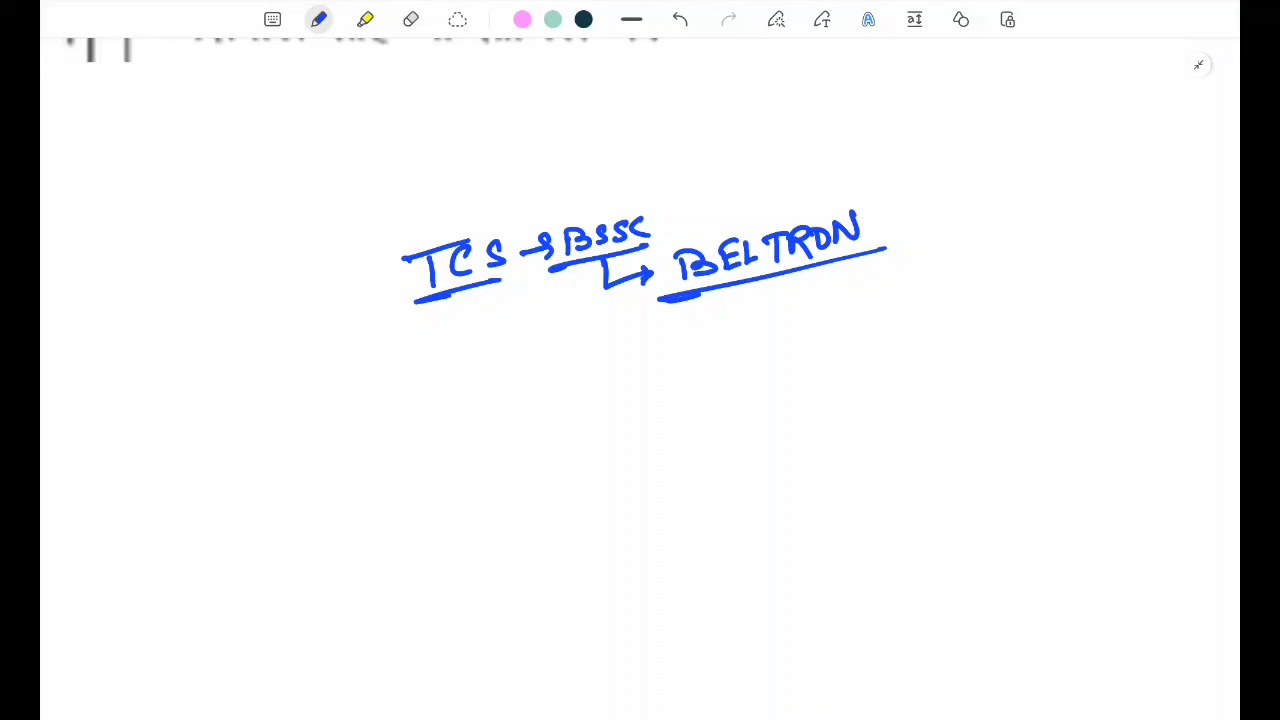 TCS → BSSC
↳ BELTRON